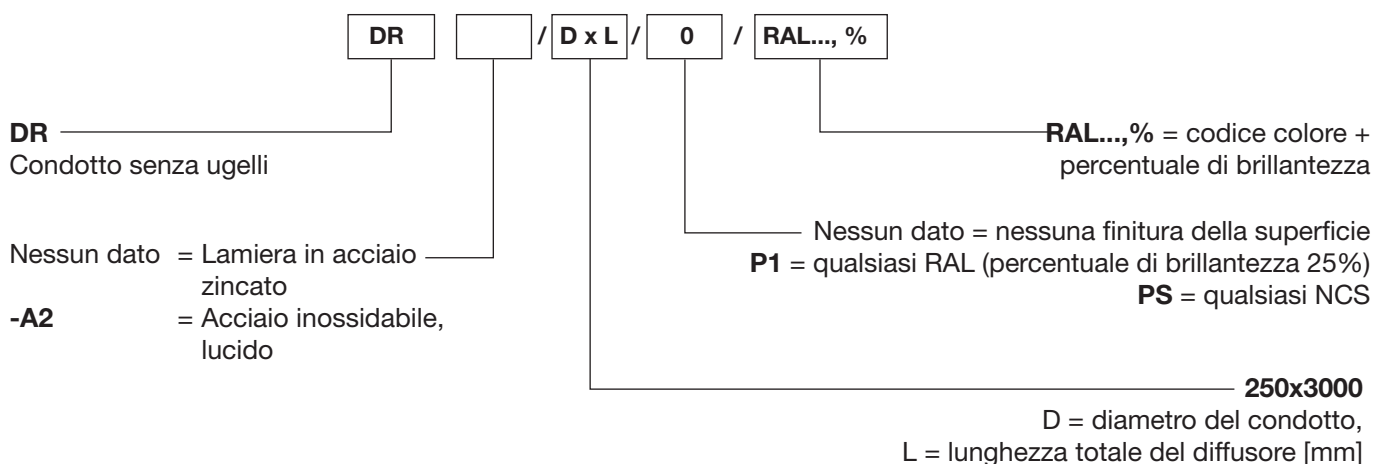 DR / D x L / 0 / RAL..., %
DR
Condotto senza ugelli
RAL...,% = codice colore +
percentuale di brillantezza
Nessun dato = Lamiera in acciaio
zincato
-A2 = Acciaio inossidabile,
lucido
Nessun dato = nessuna finitura della superficie
P1 = qualsiasi RAL (percentuale di brillantezza 25%)
PS = qualsiasi NCS
250x3000
D = diametro del condotto,
L = lunghezza totale del diffusore [mm]